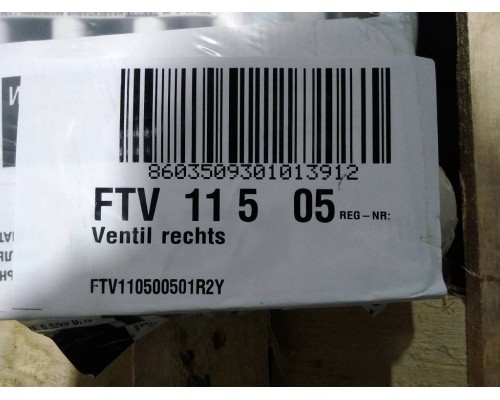 8603509301013912
FTV 11 5 05 REG-NR:
Ventil rechts
FTV110500501R2Y